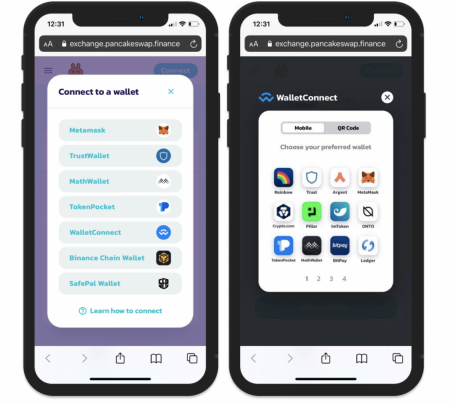 12:31
AA exchange.pancakeswap.finance
Connect
Connect to a wallet
Metamask
TrustWallet
MathWallet
TokenPocket
WalletConnect
Binance Chain Wallet
SafePal Wallet
Learn how to connect
12:31
AA exchange.pancakeswap.finance
WalletConnect
Mobile QR Code
Choose your preferred wallet
Rainbow Trust Argent MetaMask
Crypto.com Pillar imToken ONTO
bitpay
TokenPocket MathWallet BitPay Ledger
1 2 3 4